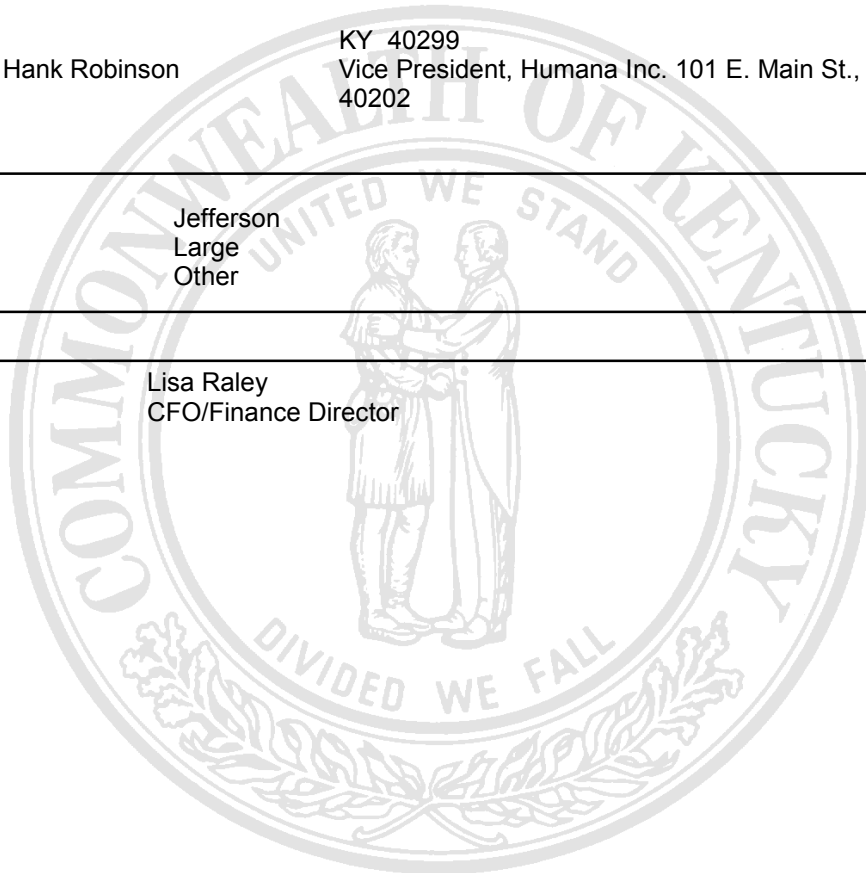 KY 40299
Hank Robinson Vice President, Humana Inc. 101 E. Main St.,
40202
Jefferson
Large
Other
Lisa Raley
CFO/Finance Director
COMMONWEALTH OF KENTUCKY
UNITED WE STAND
DIVIDED WE FALL